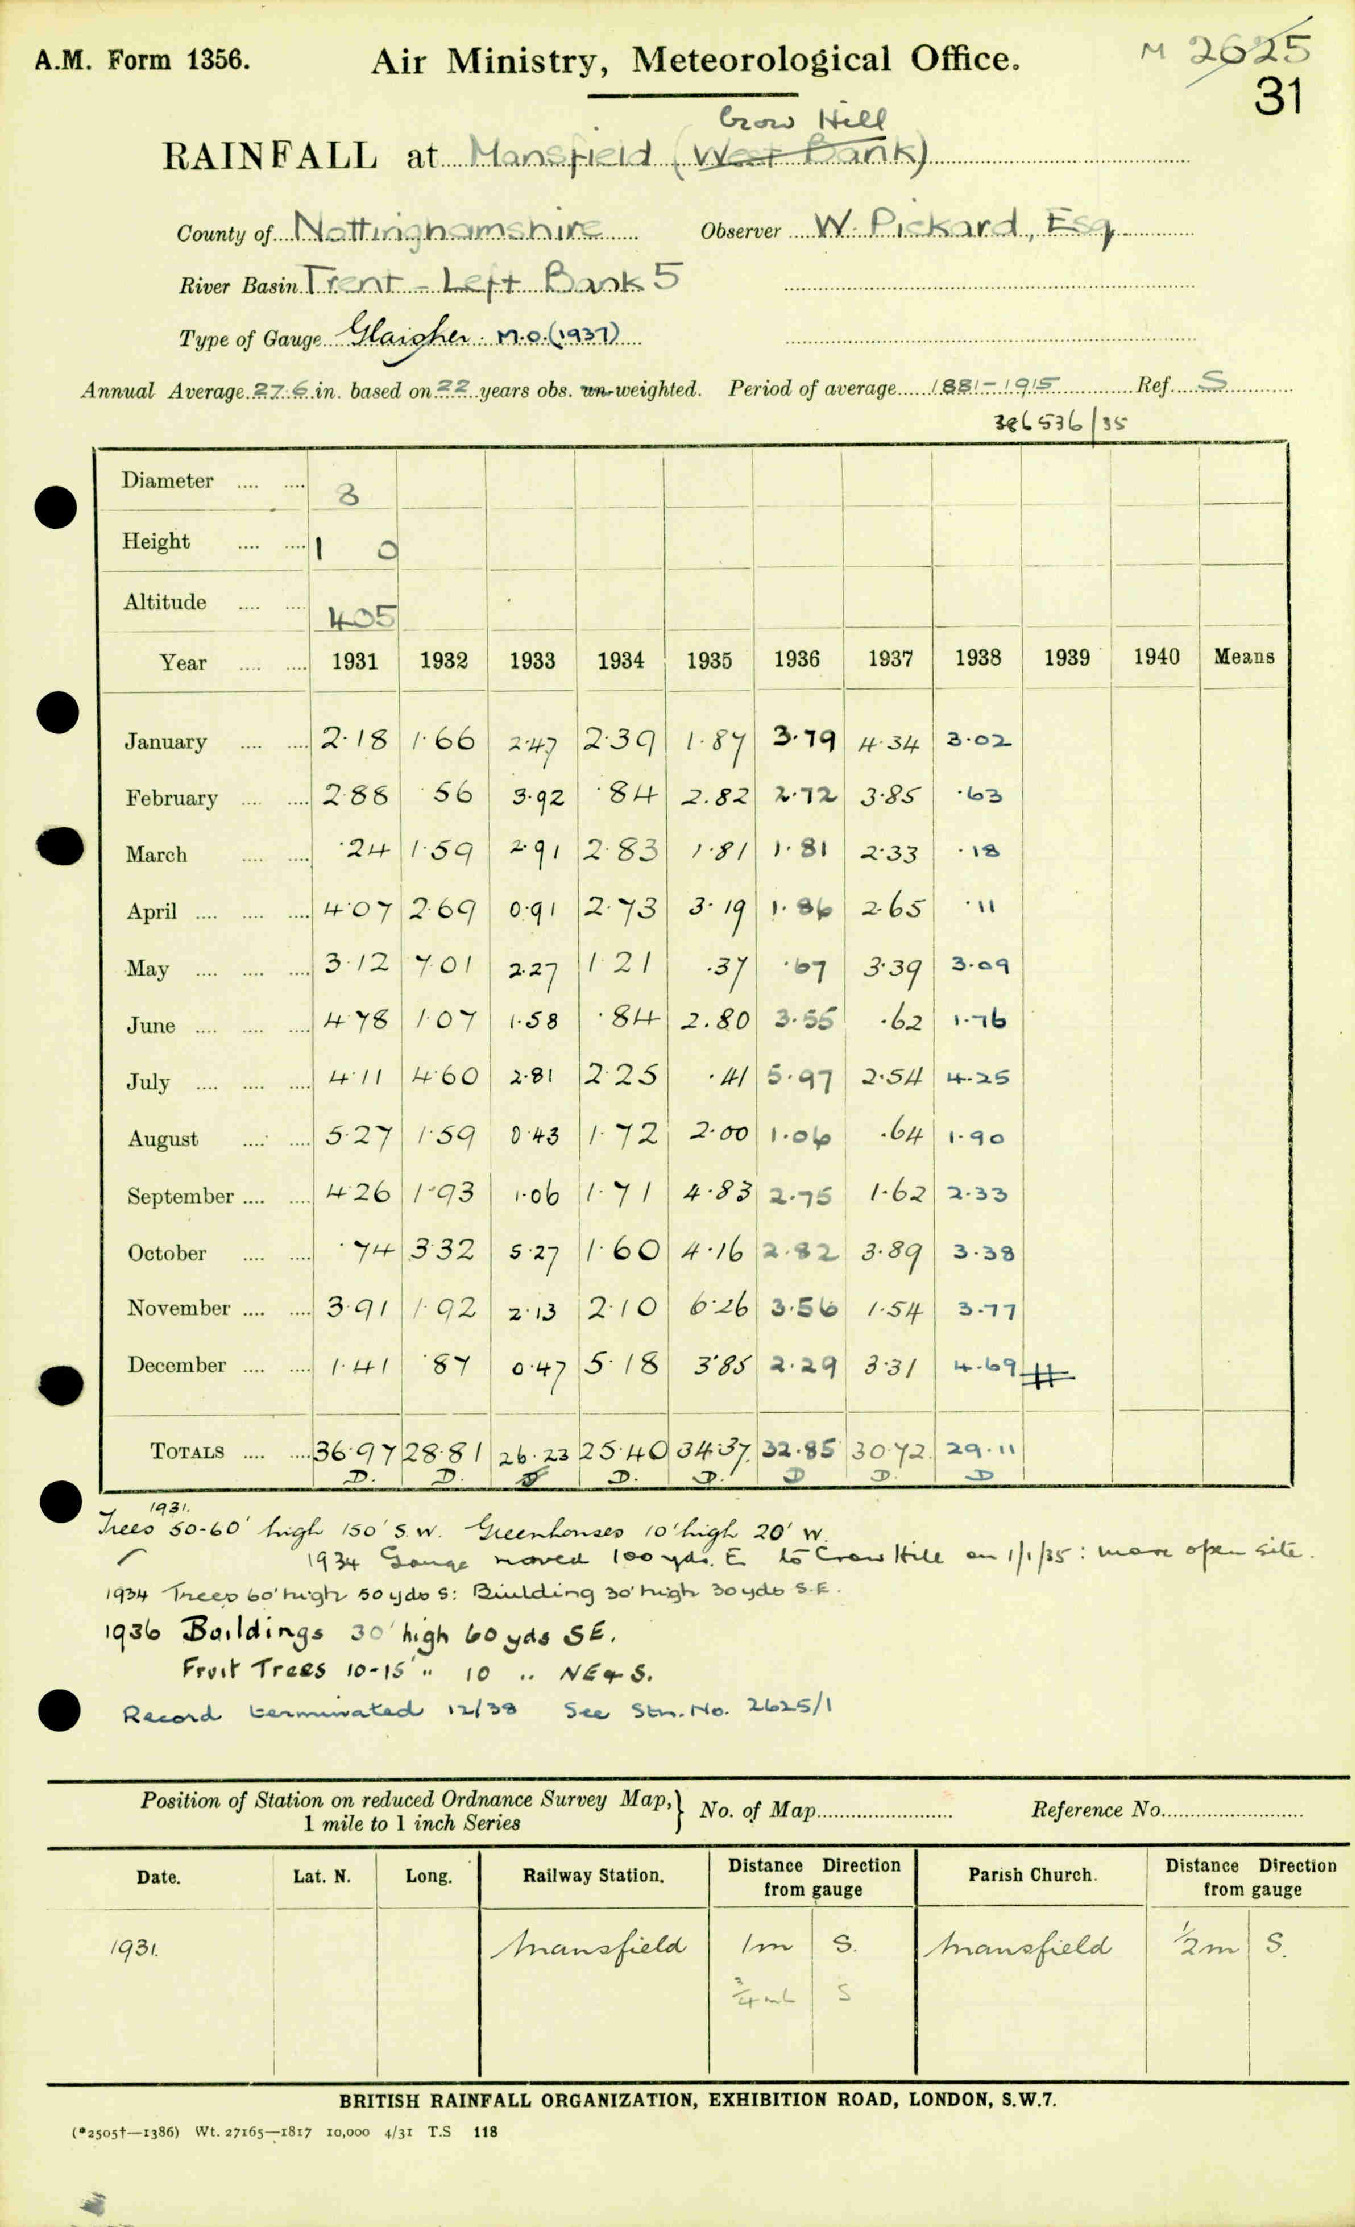 A.M. Form 1356. Air Ministry, Meteorological Office. M 2625
31
Crow Hill
RAINFALL at Mansfield (West Bank)
County of Nottinghamshire Observer W. Pickard, Esq
River Basin Trent - Left Bank 5
Type of Gauge Glaisher. M.O. (1937)
Annual Average 27.6 in. based on 22 years obs. un-weighted. Period of average 1881-1915 Ref. S
386536/35
Diameter 8
Height 1 0
Altitude 405
Year 1931 1932 1933 1934 1935 1936 1937 1938 1939 1940 Means
January 2.18 1.66 2.47 2.39 1.87 3.79 4.34 3.02
February 2.88 .56 3.92 .84 2.82 2.72 3.85 .63
March .24 1.59 2.91 2.83 1.81 1.81 2.33 .18
April 4.07 2.69 0.91 2.73 3.19 1.86 2.65 .11
May 3.12 7.01 2.27 1.21 .37 .67 3.39 3.09
June 4.78 1.07 1.58 .84 2.80 3.55 .62 1.76
July 4.11 4.60 2.81 2.25 .41 5.97 2.54 4.25
August 5.27 1.59 0.43 1.72 2.00 1.06 .64 1.90
September 4.26 1.93 1.06 1.71 4.83 2.75 1.62 2.33
October .74 3.32 5.27 1.60 4.16 2.82 3.89 3.38
November 3.91 1.92 2.13 2.10 6.26 3.56 1.54 3.77
December 1.41 .87 0.47 5.18 3.85 2.29 3.31 4.69
TOTALS 36.97 28.81 26.23 25.40 34.37 32.85 30.72 29.11
D. D. D. D. D D. D
1931.
Trees 50-60' high 150' S.W. Greenhouses 10' high 20' W.
1934 Gauge moved 100 yds. E to Crow Hill on 1/1/35: more open site.
1934 Trees 60' high 50 yds S: Building 30' high 30 yds S.E.
1936 Buildings 30' high 60 yds SE.
Fruit Trees 10-15' " 10 " NE & S.
Record terminated 12/38 See Stn. No. 2625/1
Position of Station on reduced Ordnance Survey Map, } No. of Map Reference No.
1 mile to 1 inch Series
Date. Lat. N. Long. Railway Station. Distance Direction from gauge Parish Church. Distance Direction from gauge
1931. Mansfield 1m S. Mansfield 1/2m S.
3/4 ml S
BRITISH RAINFALL ORGANIZATION, EXHIBITION ROAD, LONDON, S.W.7.
(*2505†—1386) Wt. 27165—1817 10,000 4/31 T.S 118